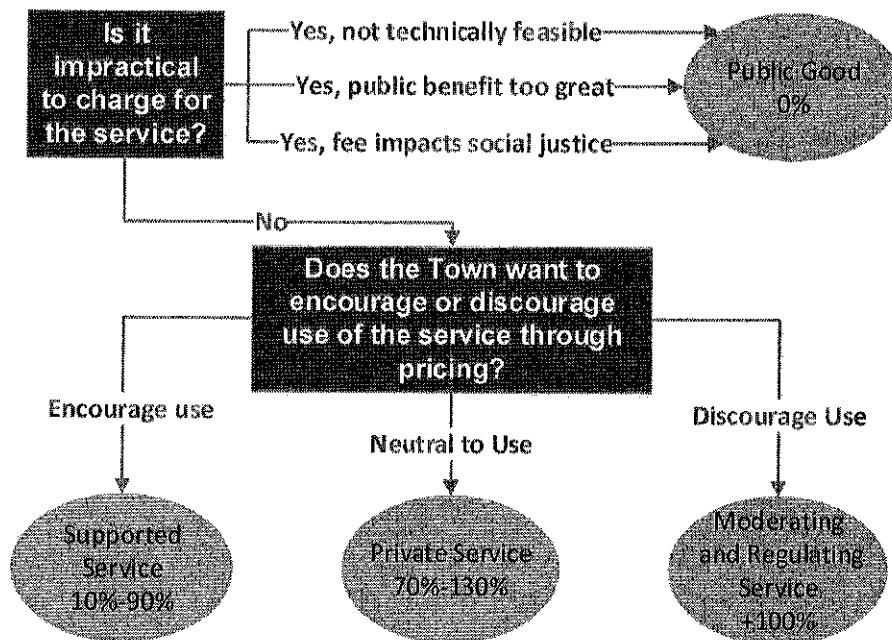 Is it
impractical
to charge for
the service?
Yes, not technically feasible
Yes, public benefit too great
Yes, fee impacts social justice
Public Good
0%
No
Does the Town want to
encourage or discourage
use of the service through
pricing?
Encourage use
Neutral to Use
Discourage Use
Supported
Service
10%-90%
Private Service
70%-130%
Moderating
and Regulating
Service
+100%